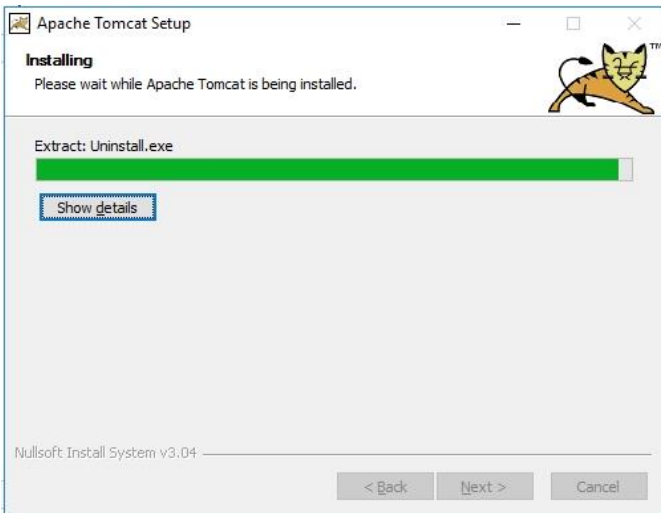 Apache Tomcat Setup
Installing
Please wait while Apache Tomcat is being installed.
TM
Extract: Uninstall.exe
Show details
Nullsoft Install System v3.04
< Back Next > Cancel